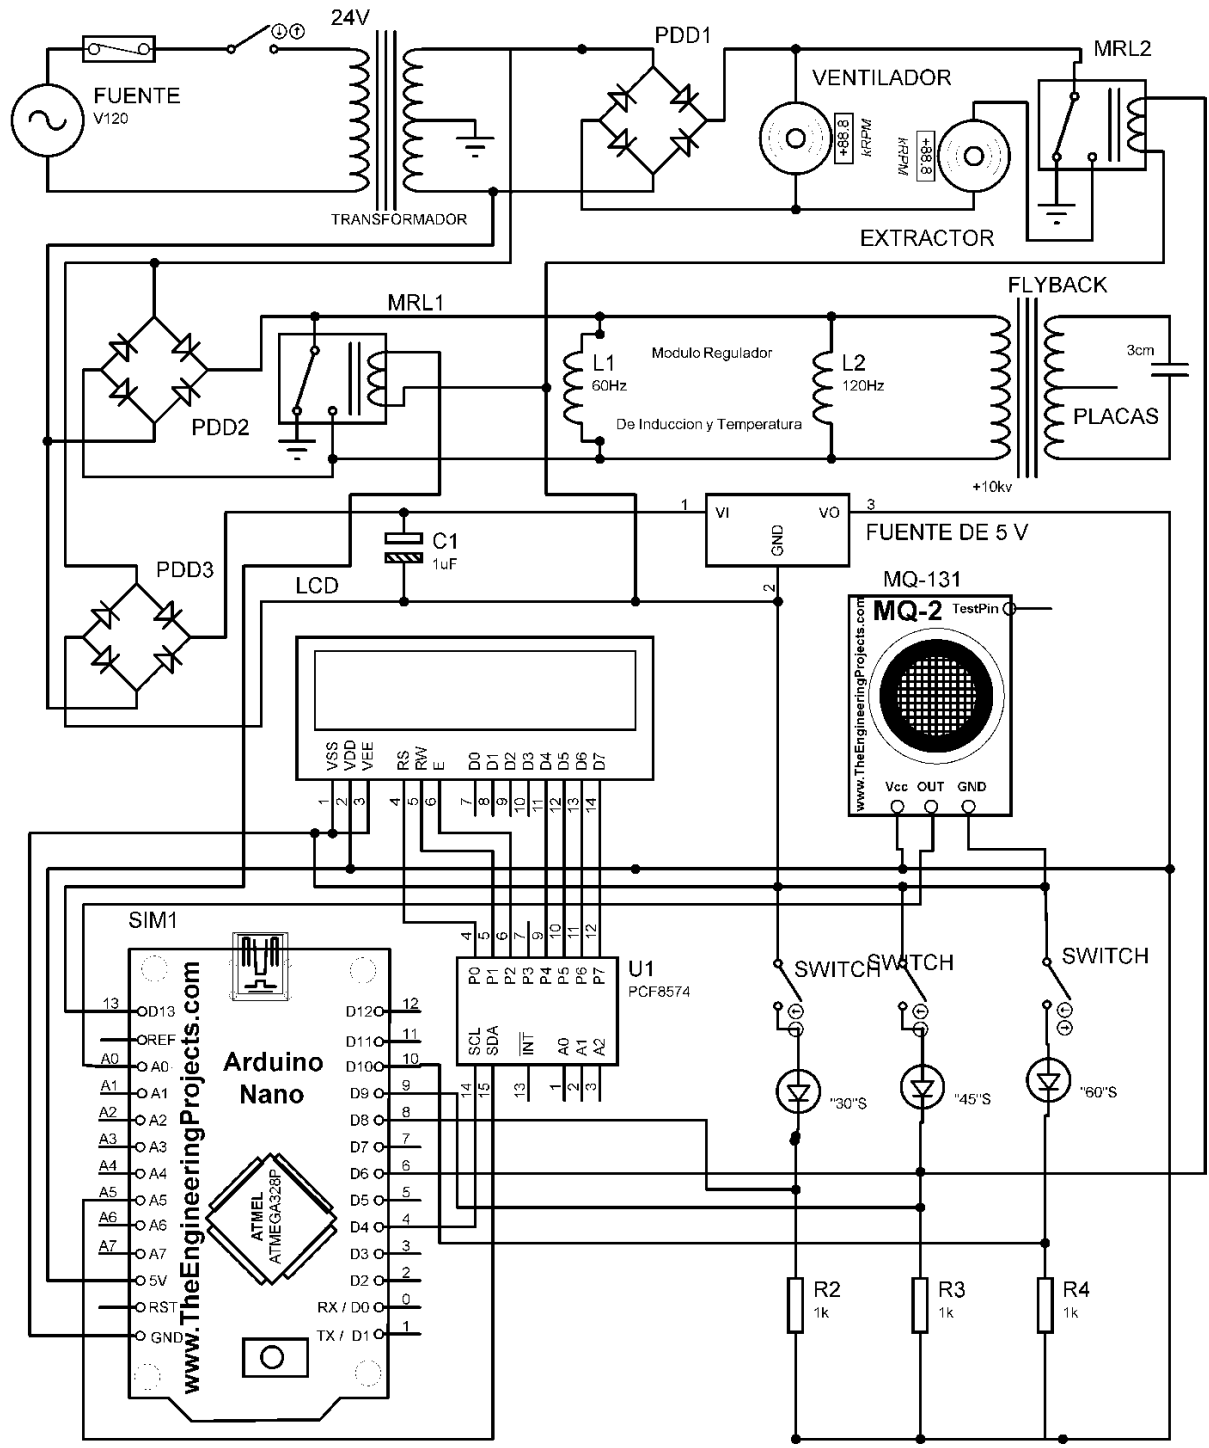 24V
PDD1
MRL2
FUENTE
V120
VENTILADOR
+88.8
kRPM
+88.8
kRPM
TRANSFORMADOR
EXTRACTOR
FLYBACK
MRL1
L1
60Hz
Modulo Regulador
L2
120Hz
3cm
De Induccion y Temperatura
PLACAS
PDD2
+10kv
1
VI
VO
3
GND
2
FUENTE DE 5 V
C1
1uF
PDD3
LCD
MQ-131
MQ-2
TestPin
www.TheEngineeringProjects.com
Vcc
OUT
GND
VSS
VDD
VEE
RS
RW
E
D0
D1
D2
D3
D4
D5
D6
D7
1
2
3
4
5
6
7
8
9
10
11
12
13
14
SIM1
4
5
6
7
9
10
11
12
P0
P1
P2
P3
P4
P5
P6
P7
U1
PCF8574
SCL
SDA
INT
A0
A1
A2
14
15
13
1
2
3
SWITCH
SWITCH
SWITCH
"30"S
"45"S
"60"S
www.TheEngineeringProjects.com
Arduino
Nano
ATMEL
ATMEGA328P
13
D13
REF
A0
A0
A1
A1
A2
A2
A3
A3
A4
A4
A5
A5
A6
A6
A7
A7
5V
RST
GND
D12
12
D11
11
D10
10
D9
9
D8
8
D7
7
D6
6
D5
5
D4
4
D3
3
D2
2
RX / D0
0
TX / D1
1
R2
1k
R3
1k
R4
1k